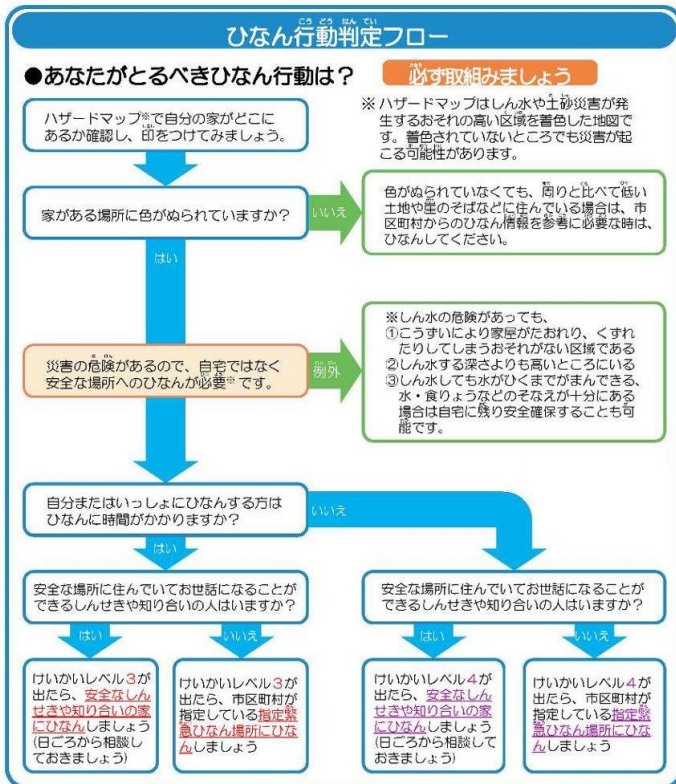 ひなん行動判定フロー
こうどうはんてい
●あなたがとるべきひなん行動は？
必ず取組みましょう
ハザードマップ※で自分の家がどこに
あるか確認し、印をつけてみましょう。
※ ハザードマップはしん水や土砂災害が発
生するおそれの高い区域を着色した地図で
す。着色されていないところでも災害が起
こる可能性があります。
家がある場所に色がぬられていますか？
いいえ
色がぬられていなくても、周りと比べて低い
土地や崖のそばなどに住んでいる場合は、市
区町村からのひなん情報を参考に必要な時は、
ひなんしてください。
はい
災害の危険があるので、自宅ではなく
安全な場所へのひなんが必要※です。
例外
※しん水の危険があっても、
①こうずいにより家屋がたおれり、くずれ
たりしてしまうおそれがない区域である
②しん水する深さよりも高いところにいる
③しん水しても水がひくまでがまんできる、
水・食りょうなどのそなえが十分にある
場合は自宅に残り安全確保することも可
能です。
自分またはいっしょにひなんする方は
ひなんに時間がかかりますか？
いいえ
はい
安全な場所に住んでいてお世話になることが
できるしんせきや知り合いの人はいますか？
安全な場所に住んでいてお世話になることが
できるしんせきや知り合いの人はいますか？
はい
いいえ
はい
いいえ
けいかいレベル3が
出たら、安全なしん
せきや知り合いの家
にひなんしましょう
(日ごろから相談して
おきましょう)
けいかいレベル3が
出たら、市区町村が
指定している指定緊
急ひなん場所にひな
んしましょう
けいかいレベル4が
出たら、安全なしん
せきや知り合いの家
にひなんしましょう
(日ごろから相談して
おきましょう)
けいかいレベル4が
出たら、市区町村が
指定している指定緊
急ひなん場所にひな
んしましょう